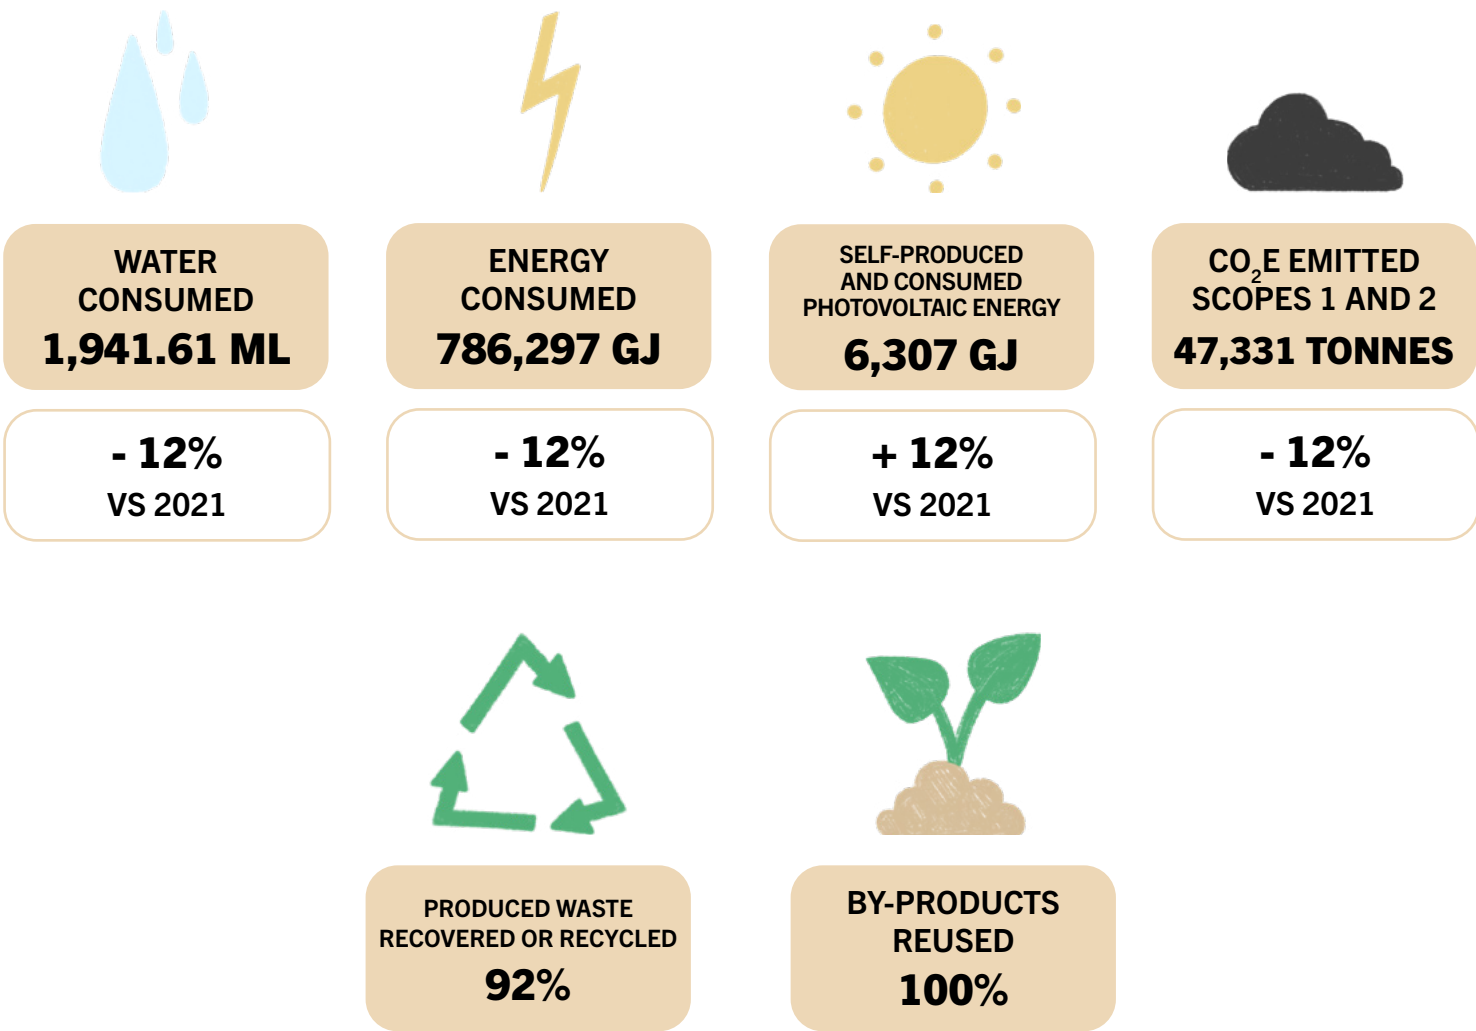 WATER
CONSUMED
1,941.61 ML
- 12%
VS 2021
ENERGY
CONSUMED
786,297 GJ
- 12%
VS 2021
SELF-PRODUCED
AND CONSUMED
PHOTOVOLTAIC ENERGY
6,307 GJ
+ 12%
VS 2021
CO₂E EMITTED
SCOPES 1 AND 2
47,331 TONNES
- 12%
VS 2021
PRODUCED WASTE
RECOVERED OR RECYCLED
92%
BY-PRODUCTS
REUSED
100%